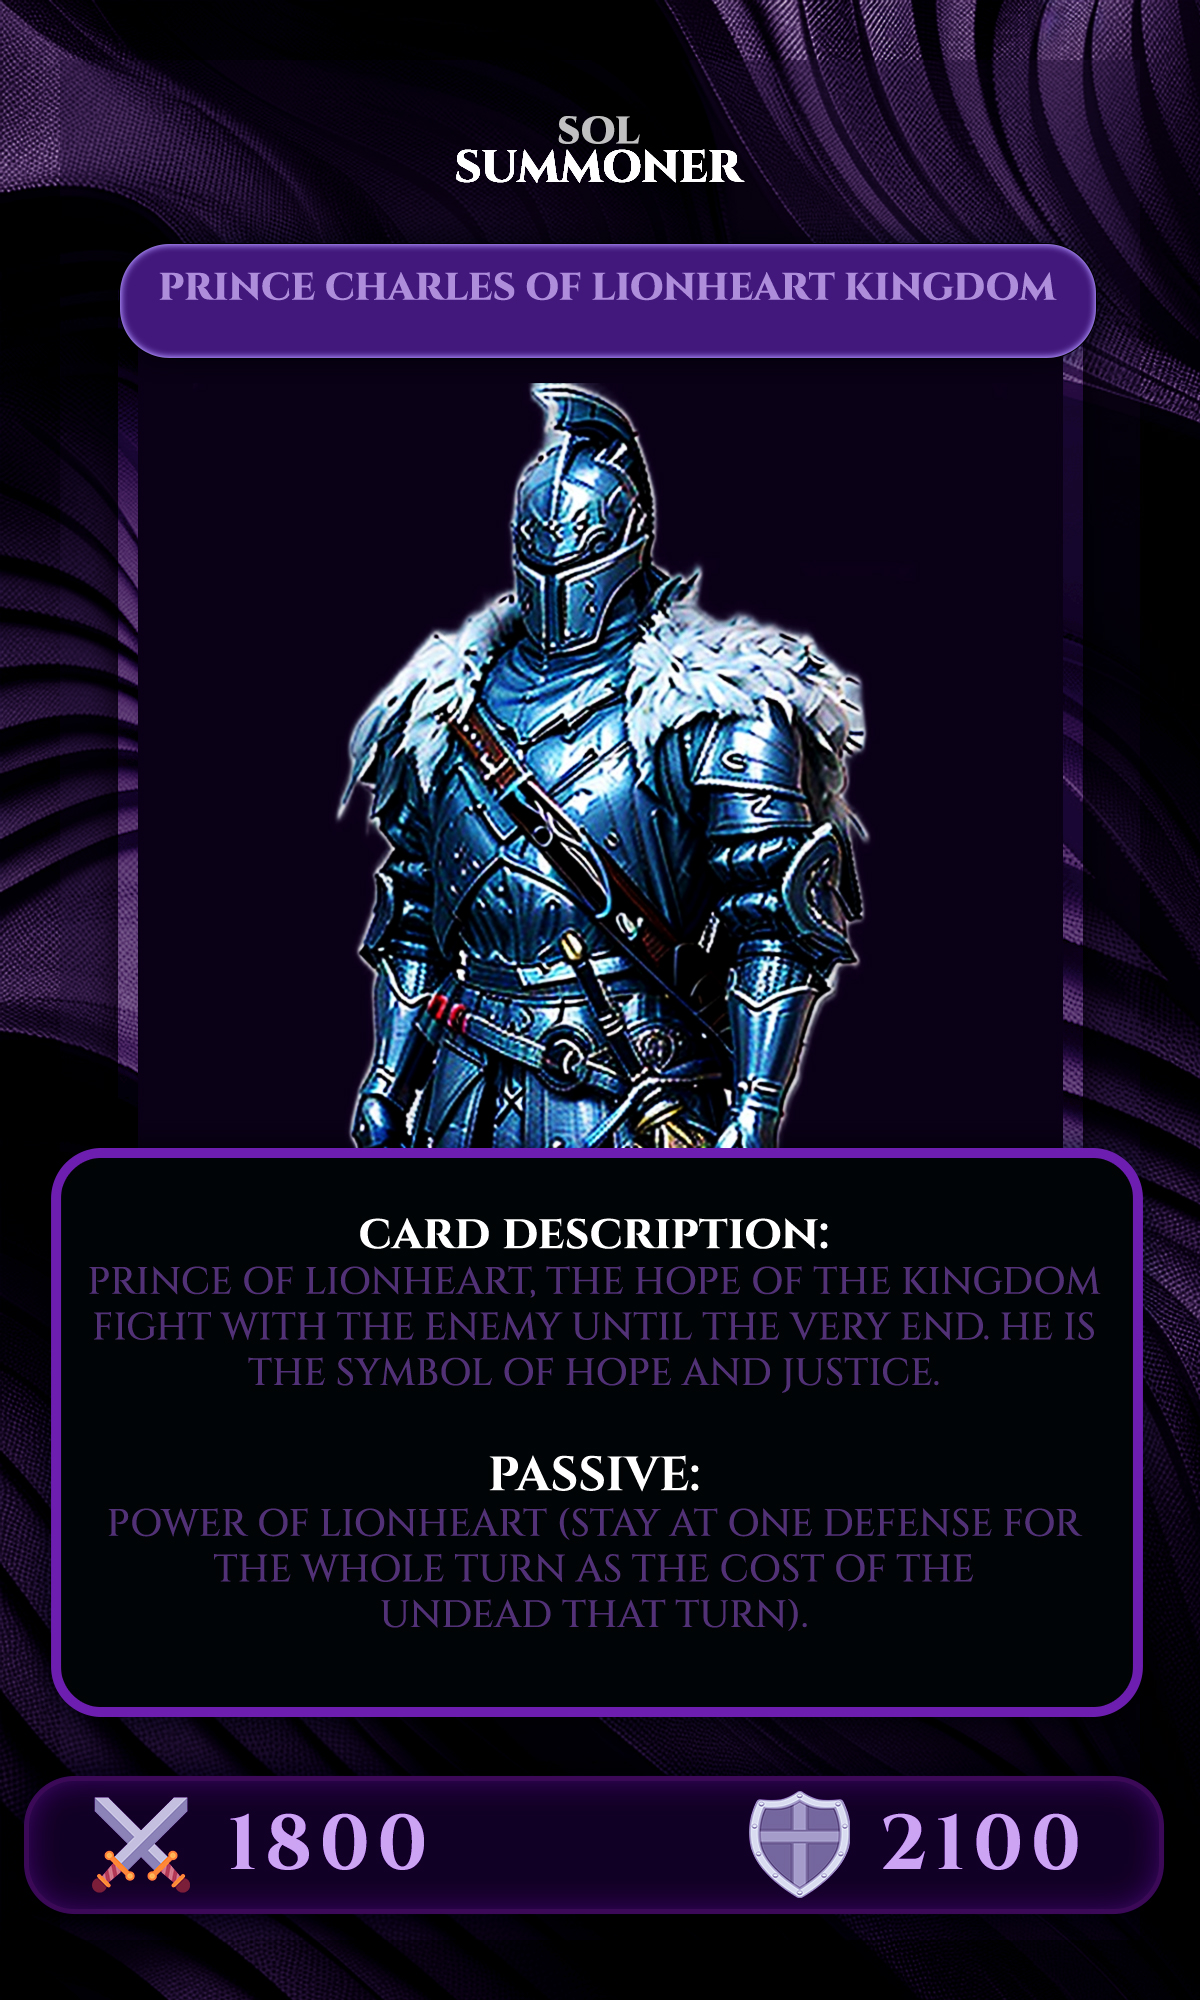 SOL
SUMMONER
PRINCE CHARLES OF LIONHEART KINGDOM
CARD DESCRIPTION:
PRINCE OF LIONHEART, THE HOPE OF THE KINGDOM
FIGHT WITH THE ENEMY UNTIL THE VERY END. HE IS
THE SYMBOL OF HOPE AND JUSTICE.
PASSIVE:
POWER OF LIONHEART (STAY AT ONE DEFENSE FOR
THE WHOLE TURN AS THE COST OF THE
UNDEAD THAT TURN).
1800
2100